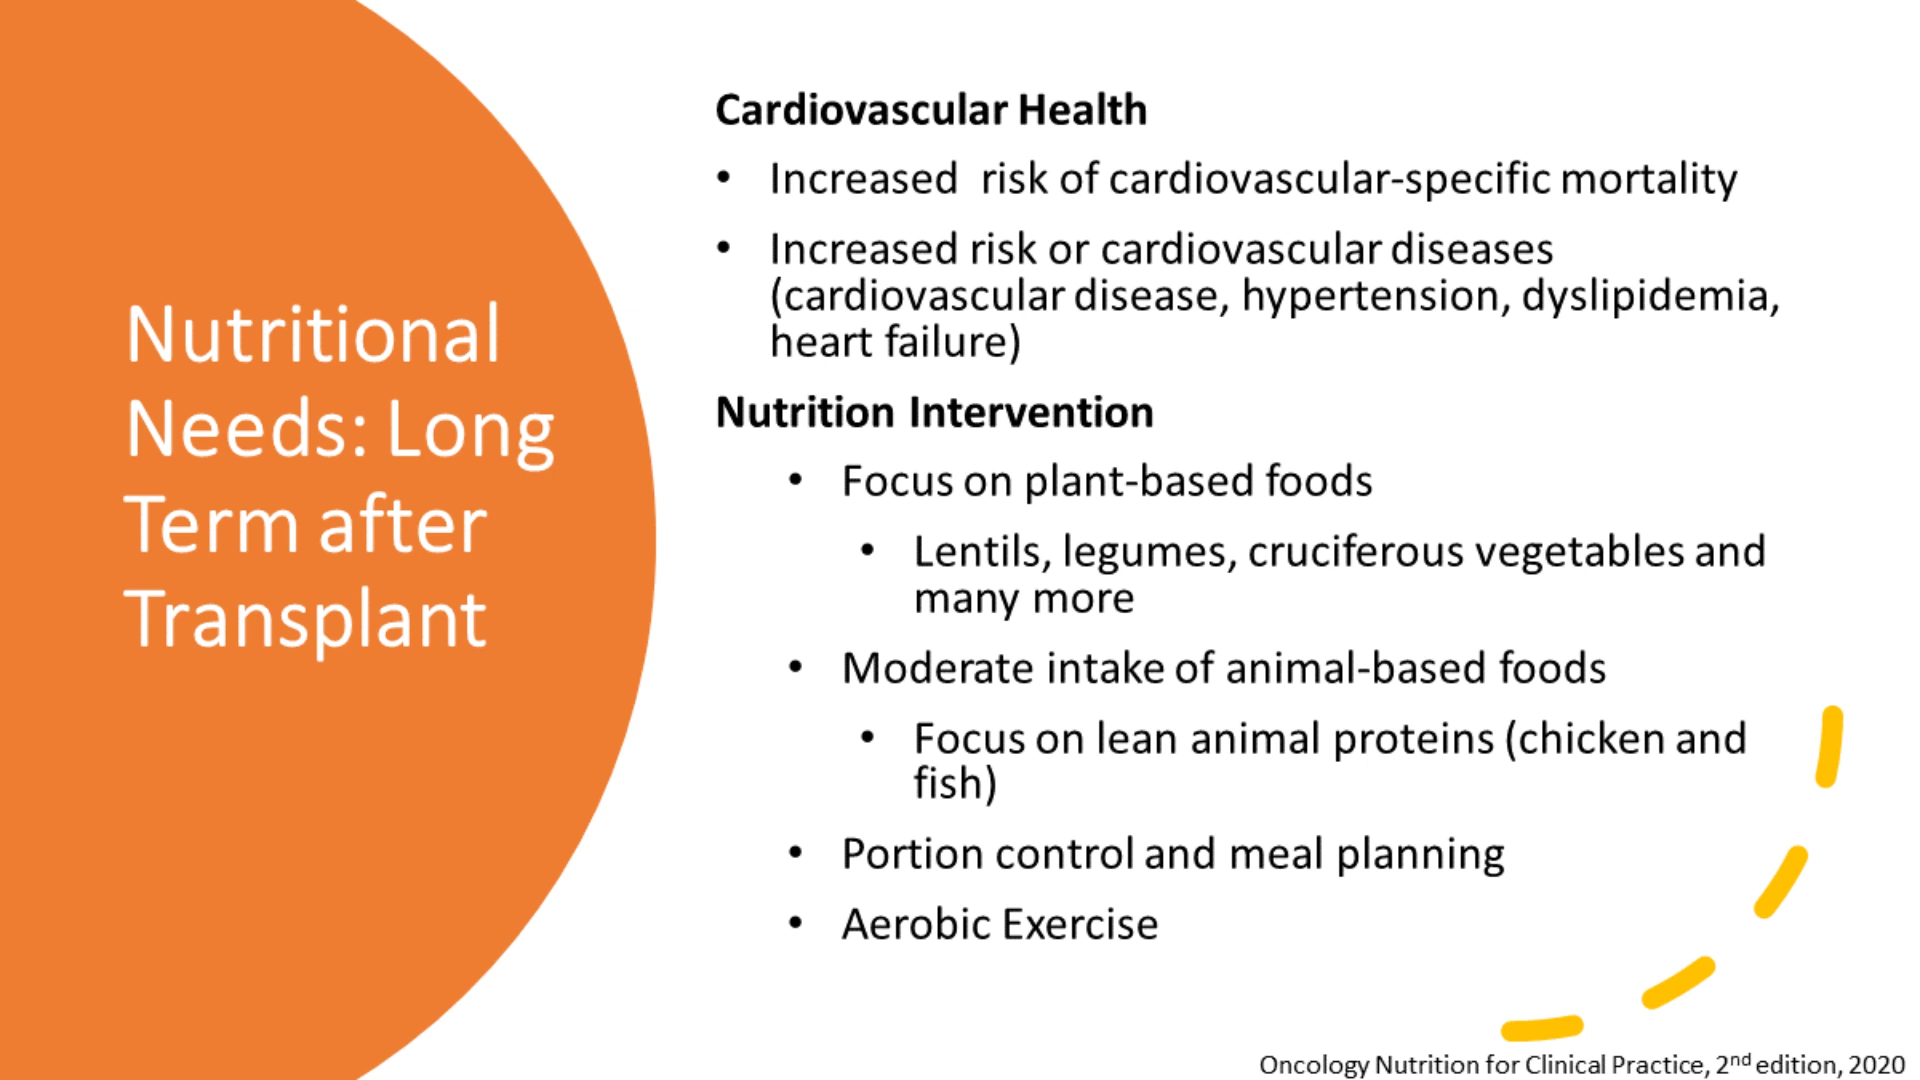 Nutritional
Needs: Long
Term after
Transplant
Cardiovascular Health
• Increased  risk of cardiovascular-specific mortality
• Increased risk or cardiovascular diseases
(cardiovascular disease, hypertension, dyslipidemia,
heart failure)
Nutrition Intervention
• Focus on plant-based foods
• Lentils, legumes, cruciferous vegetables and
many more
• Moderate intake of animal-based foods
• Focus on lean animal proteins (chicken and
fish)
• Portion control and meal planning
• Aerobic Exercise
Oncology Nutrition for Clinical Practice, 2nd edition, 2020